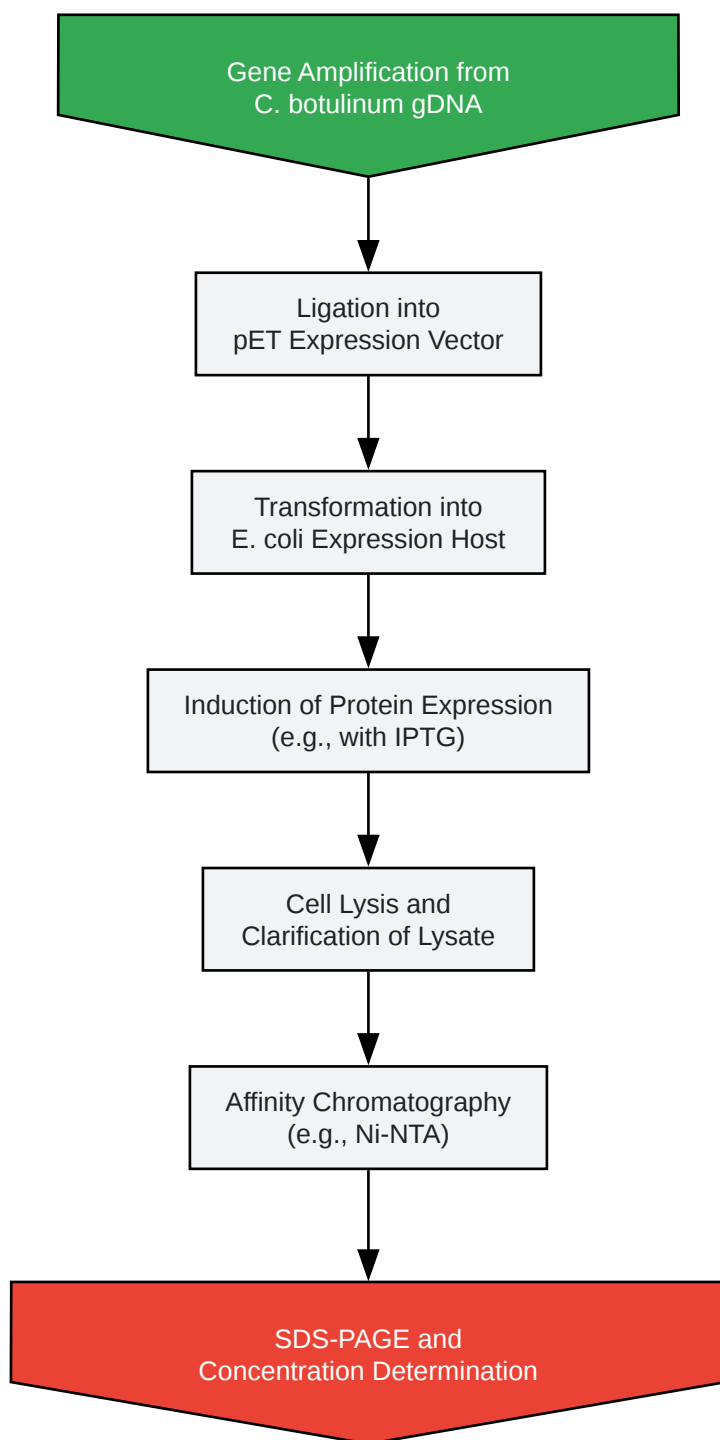 Gene Amplification from
C. botulinum gDNA
Ligation into
pET Expression Vector
Transformation into
E. coli Expression Host
Induction of Protein Expression
(e.g., with IPTG)
Cell Lysis and
Clarification of Lysate
Affinity Chromatography
(e.g., Ni-NTA)
SDS-PAGE and
Concentration Determination